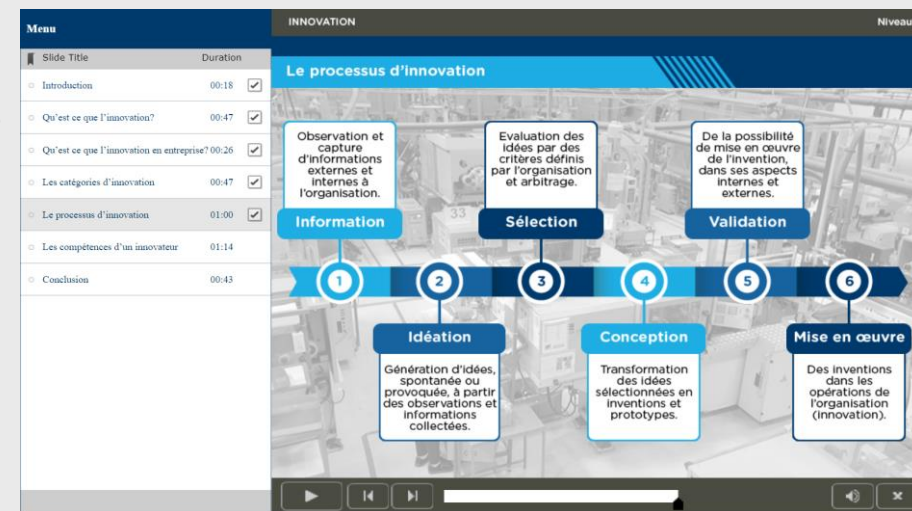 Menu
Slide Title Duration
Introduction 00:18
Qu'est ce que l'innovation? 00:47
Qu'est ce que l'innovation en entreprise? 00:26
Les catégories d'innovation 00:47
Le processus d'innovation 01:00
Les compétences d'un innovateur 01:14
Conclusion 00:43
INNOVATION
Niveau
Le processus d'innovation
Observation et
capture
d'informations
externes et
internes à
l'organisation.
Information
1
Idéation
2
Génération d'idées,
spontanée ou
provoquée, à partir
des observations et
informations
collectées.
Evaluation des
idées par des
critères définis
par l'organisation
et arbitrage.
Sélection
3
4
Conception
Transformation
des idées
sélectionnées en
inventions et
prototypes.
De la possibilité
de mise en œuvre
de l'invention,
dans ses aspects
internes et
externes.
Validation
5
6
Mise en œuvre
Des inventions
dans les
opérations de
l'organisation
(innovation).
33